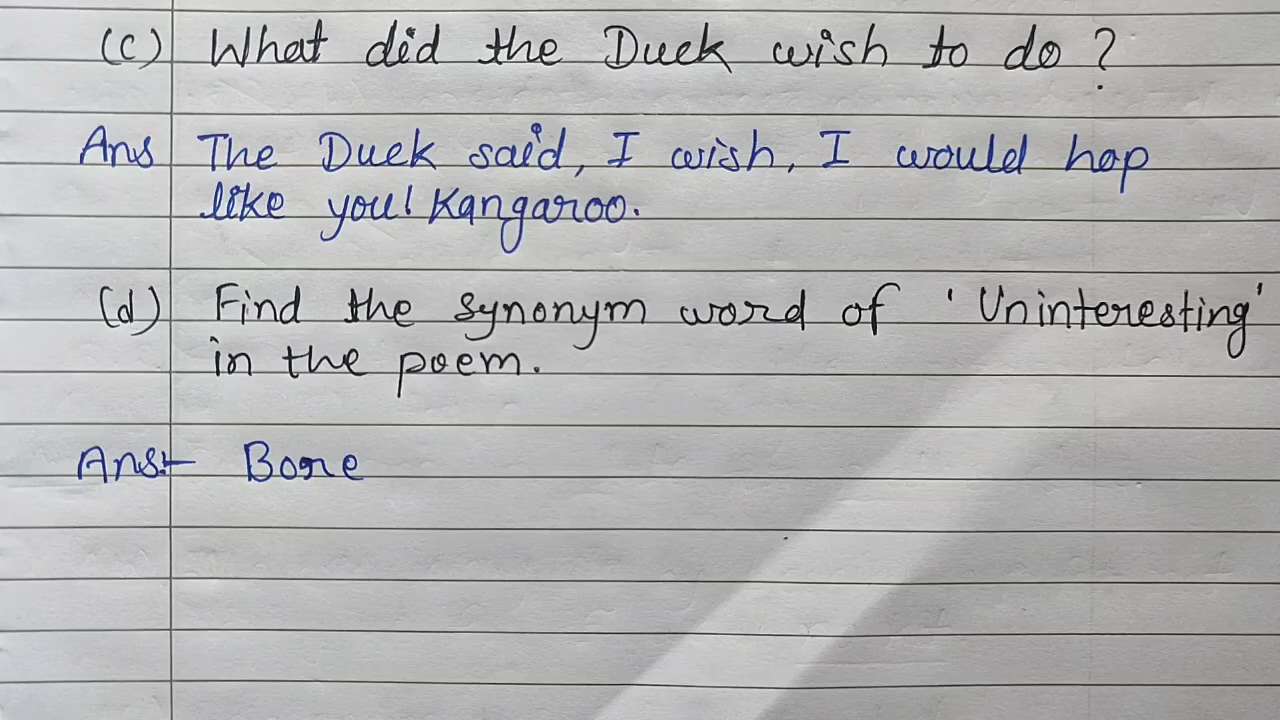 (c) What did the Duck wish to do ?
Ans The Duck said, I wish, I would hop
like you! Kangaroo.
(d) Find the synonym word of 'Uninteresting'
in the poem.
Ans:- Bore